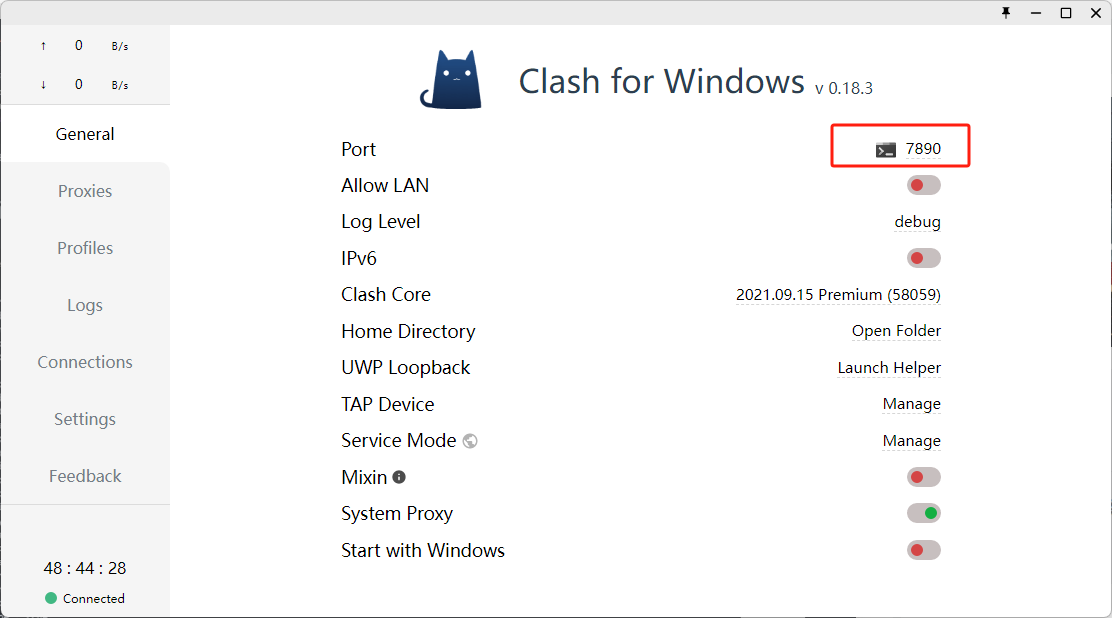 ↑ 0 B/s
↓ 0 B/s
General
Proxies
Profiles
Logs
Connections
Settings
Feedback
48 : 44 : 28
Connected
Clash for Windows v 0.18.3
Port 7890
Allow LAN
Log Level debug
IPv6
Clash Core 2021.09.15 Premium (58059)
Home Directory Open Folder
UWP Loopback Launch Helper
TAP Device Manage
Service Mode Manage
Mixin
System Proxy
Start with Windows